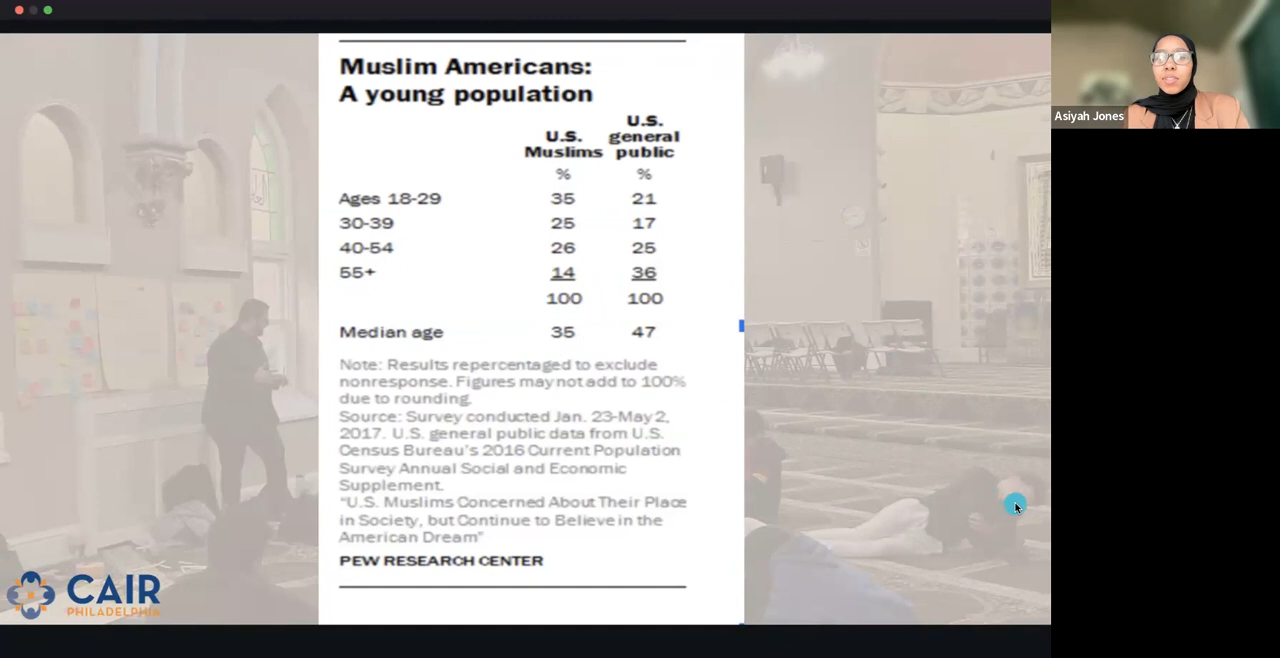 Muslim Americans:
A young population
U.S. Muslims U.S. general public
% %
Ages 18-29 35 21
30-39 25 17
40-54 26 25
55+ 14 36
100 100
Median age 35 47
Note: Results repercentaged to exclude
nonresponse. Figures may not add to 100%
due to rounding.
Source: Survey conducted Jan. 23-May 2,
2017. U.S. general public data from U.S.
Census Bureau's 2016 Current Population
Survey Annual Social and Economic
Supplement.
"U.S. Muslims Concerned About Their Place
in Society, but Continue to Believe in the
American Dream"
PEW RESEARCH CENTER
CAIR
PHILADELPHIA
Asiyah Jones